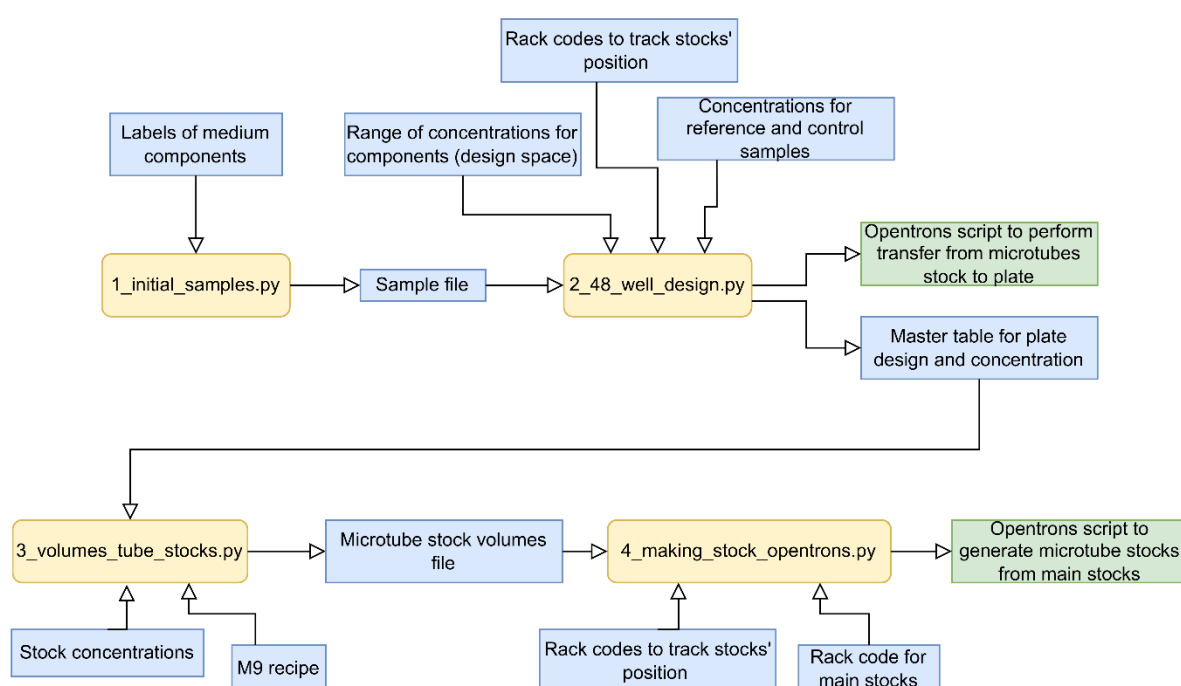 Rack codes to track stocks'
position
Labels of medium
components
Range of concentrations for
components (design space)
Concentrations for
reference and control
samples
1_initial_samples.py
Sample file
2_48_well_design.py
Opentrons script to perform
transfer from microtubes
stock to plate
Master table for plate
design and concentration
3_volumes_tube_stocks.py
Microtube stock volumes
file
4_making_stock_opentrons.py
Opentrons script to
generate microtube stocks
from main stocks
Stock concentrations
M9 recipe
Rack codes to track stocks'
position
Rack code for
main stocks